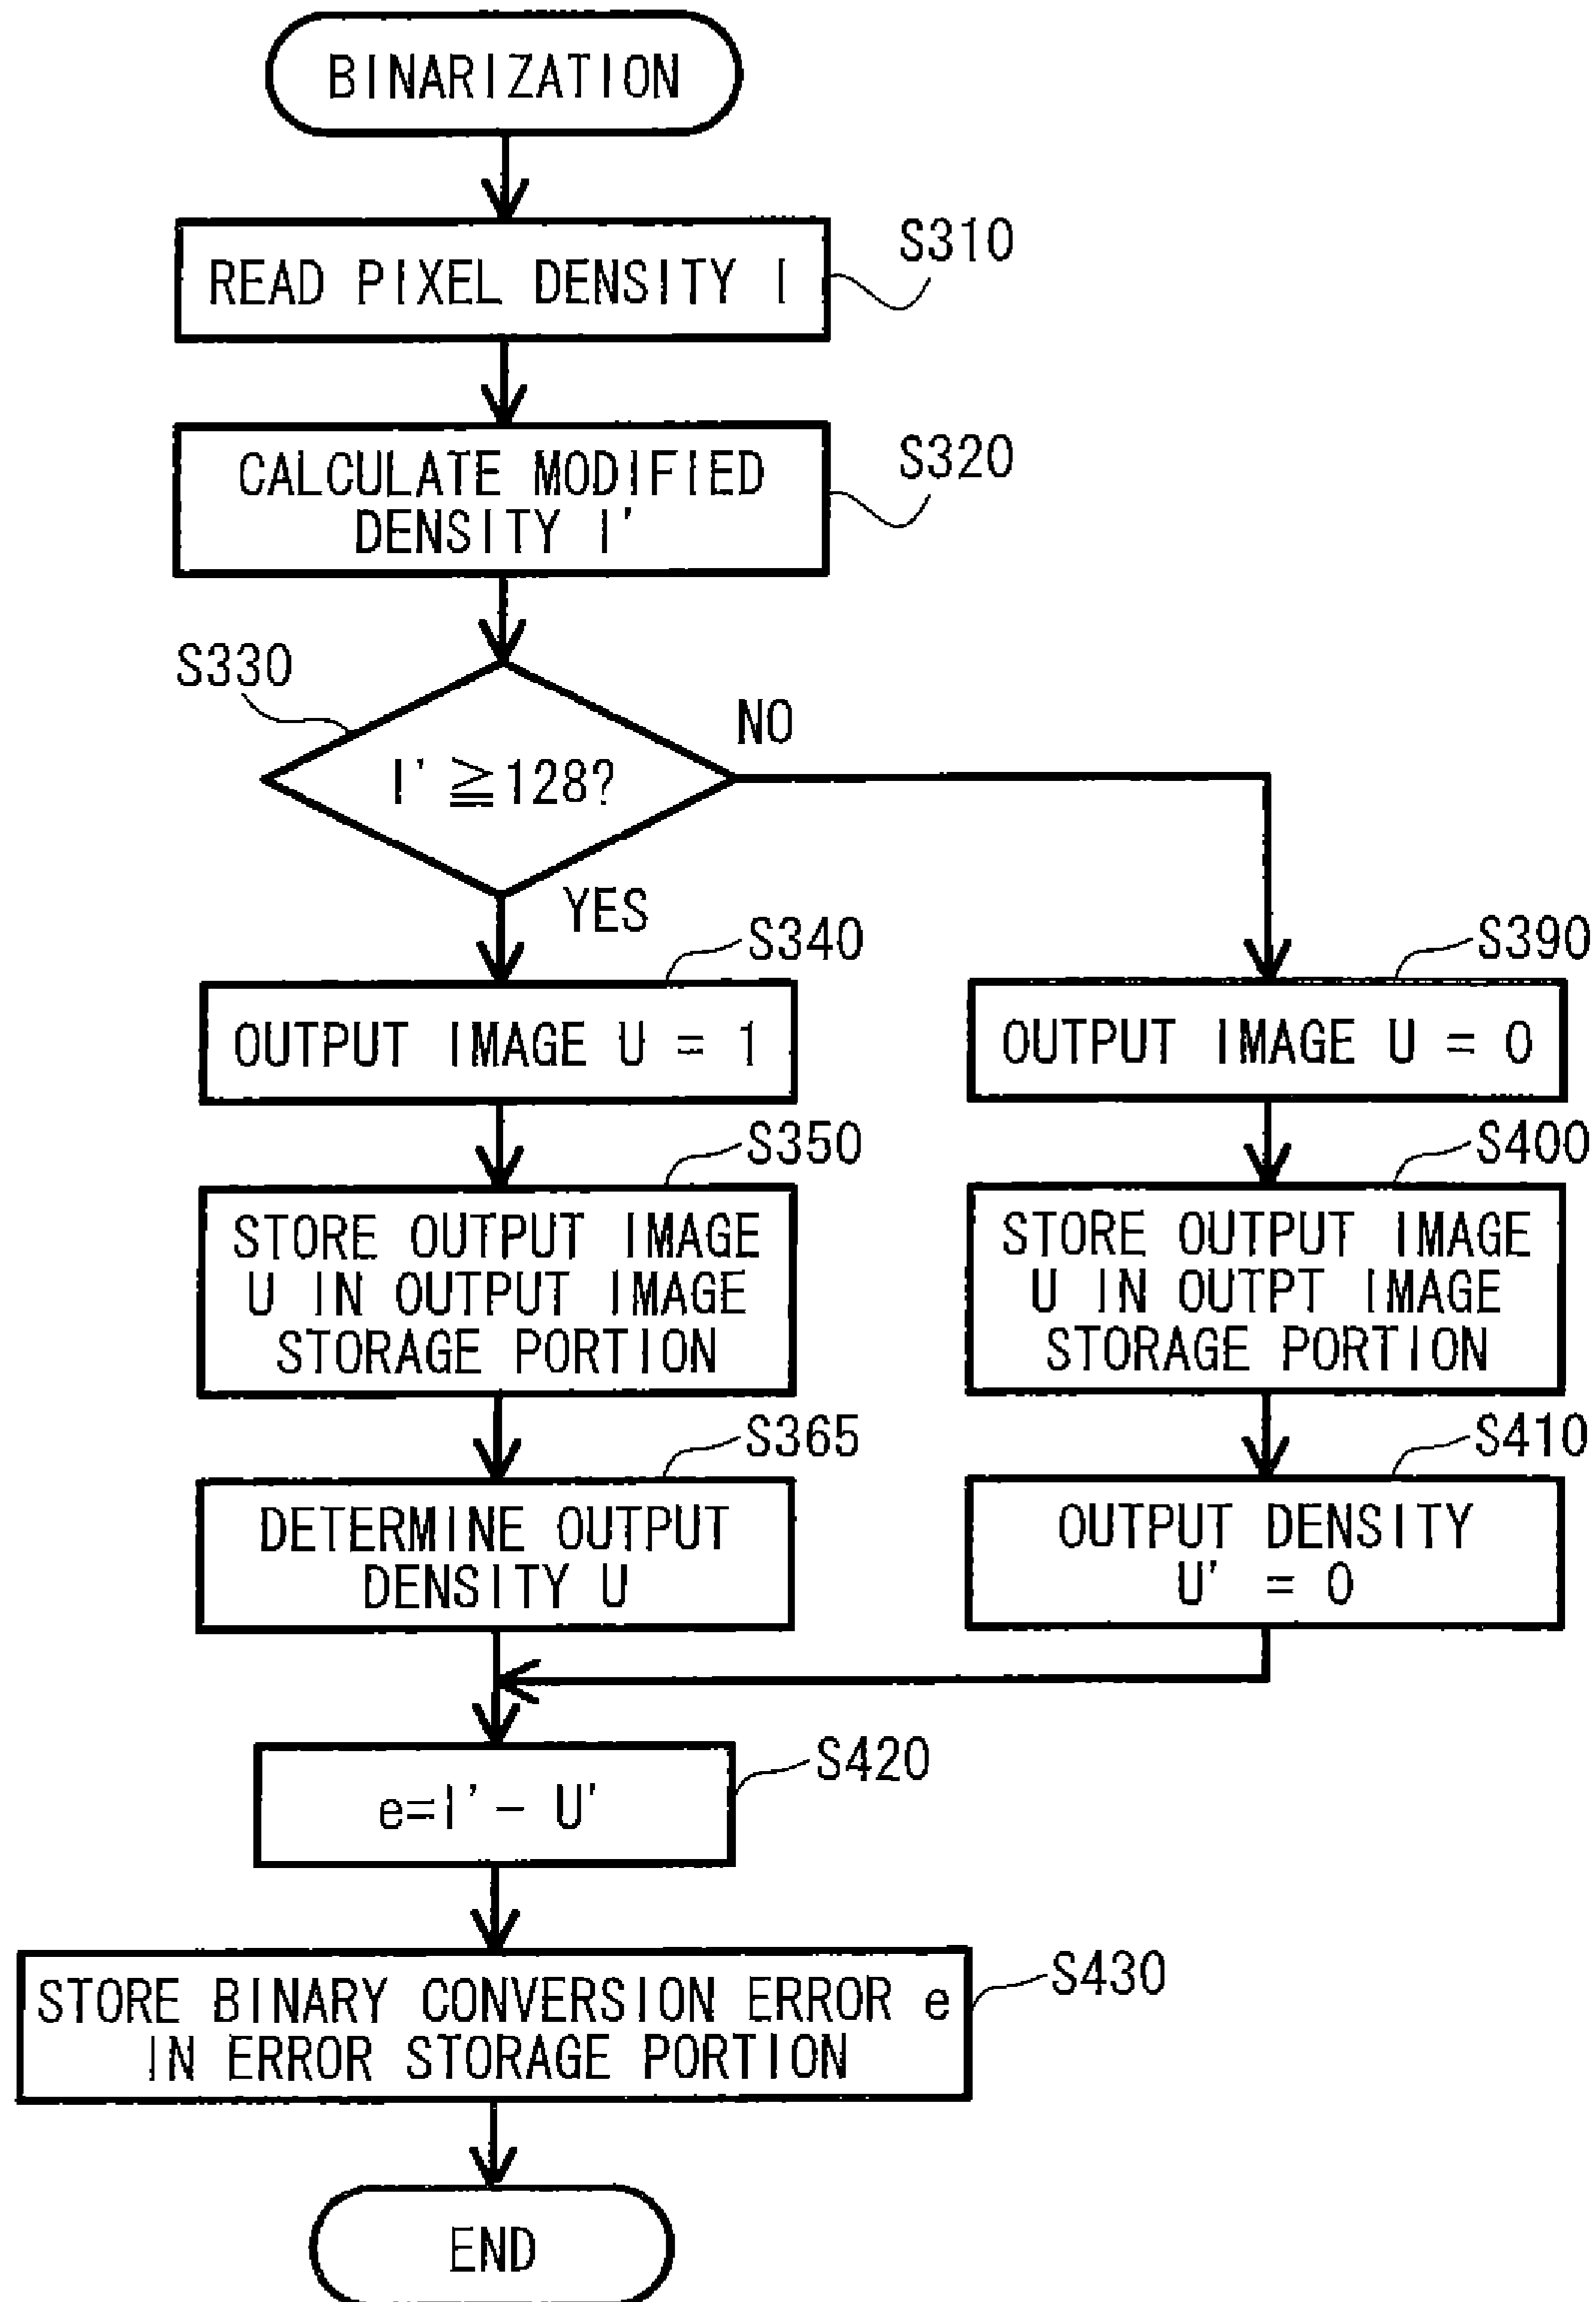 BINARIZATION
READ PIXEL DENSITY I
S310
CALCULATE MODIFIED
DENSITY I'
S320
S330
I' ≧ 128?
NO
YES
S340
OUTPUT IMAGE U = 1
S390
OUTPUT IMAGE U = 0
S350
STORE OUTPUT IMAGE
U IN OUTPUT IMAGE
STORAGE PORTION
S400
STORE OUTPUT IMAGE
U IN OUTPT IMAGE
STORAGE PORTION
S365
DETERMINE OUTPUT
DENSITY U
S410
OUTPUT DENSITY
U' = 0
S420
e=I' - U'
S430
STORE BINARY CONVERSION ERROR e
IN ERROR STORAGE PORTION
END